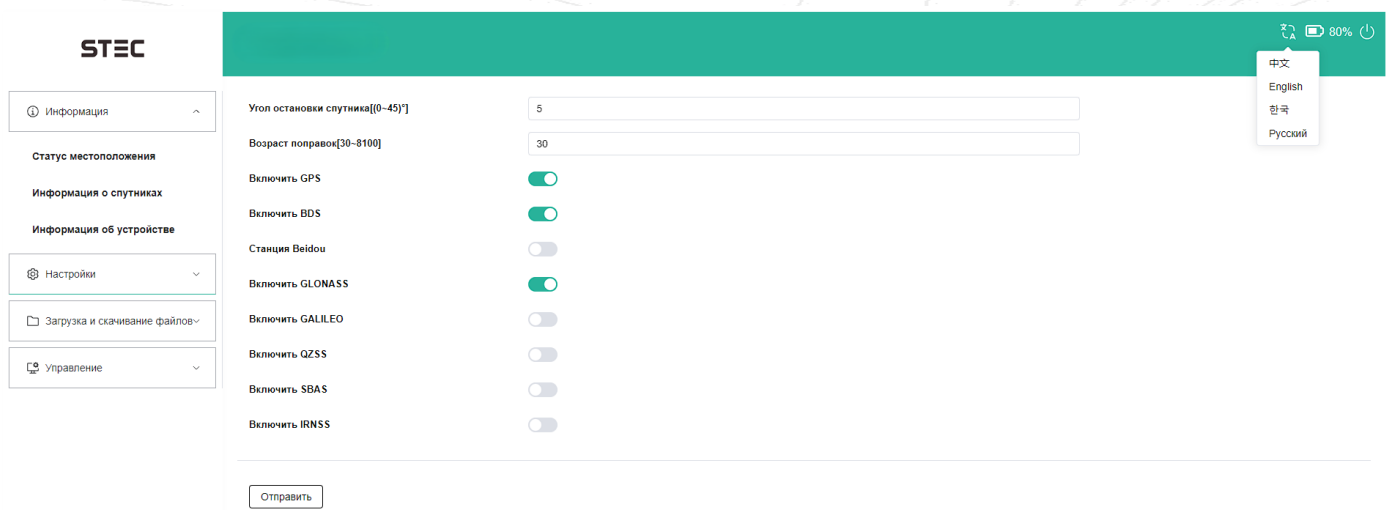 STEC
80%
中文
English
한국
Русский
Информация
Статус местоположения
Информация о спутниках
Информация об устройстве
Настройки
Загрузка и скачивание файлов
Управление
Угол остановки спутника[(0~45)°]
5
Возраст поправок[30~8100]
30
Включить GPS
Включить BDS
Станция Beidou
Включить GLONASS
Включить GALILEO
Включить QZSS
Включить SBAS
Включить IRNSS
Отправить